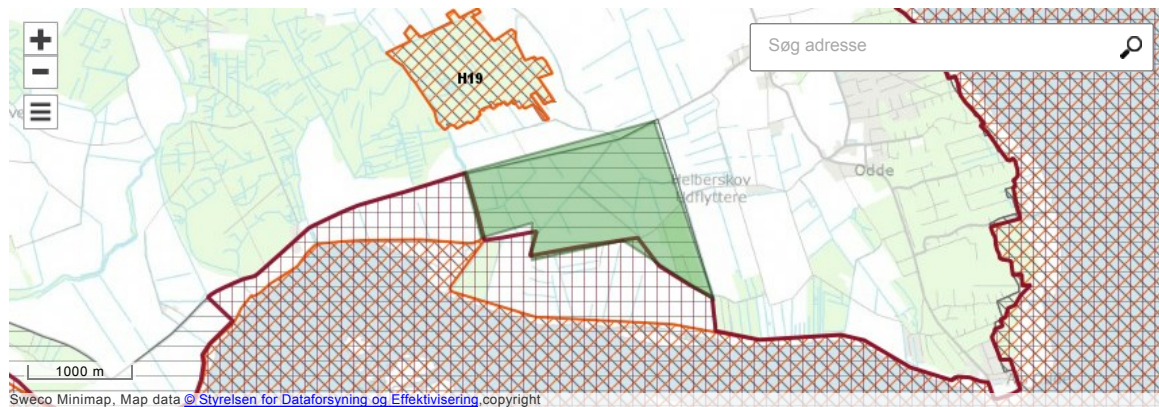 +
Søg adresse
−
H19
Odde
Helberskov
Udflyttere
1000 m
Sweco Minimap, Map data © Styrelsen for Dataforsyning og Effektivisering,copyright